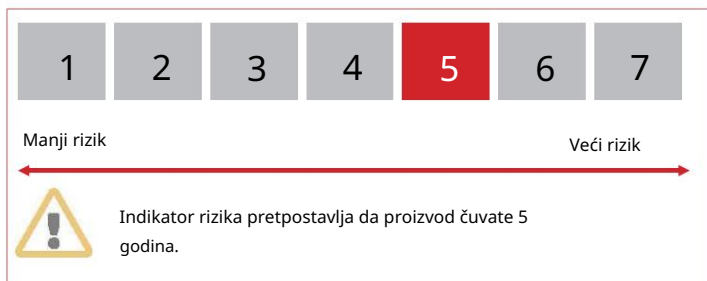 1 2 3 4 5 6 7
Manji rizik
Veći rizik
Indikator rizika pretpostavlja da proizvod čuvate 5
godina.